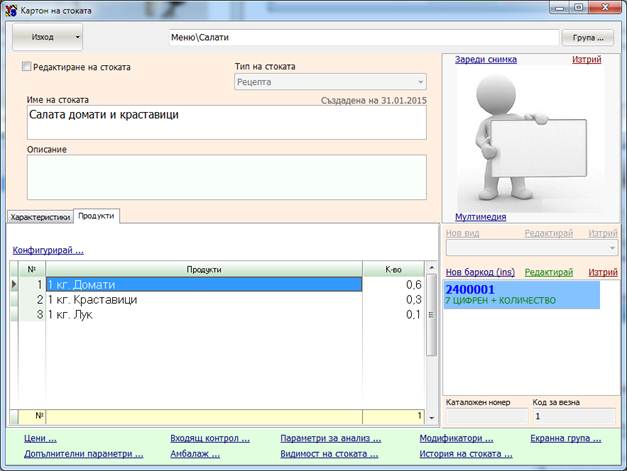 Картон на стоката
Изход
Меню\Салати
Група ...
Редактиране на стоката
Тип на стоката
Рецепта
Зареди снимка
Изтрий
Име на стоката
Създадена на 31.01.2015
Салата домати и краставици
Описание
Мултимедия
Характеристики
Продукти
Нов вид
Редактирай
Изтрий
Конфигурирай ...
Нов баркод (ins)
Редактирай
Изтрий
№ Продукти К-во
1 1 кг. Домати 0,6
2 1 кг. Краставици 0,3
3 1 кг. Лук 0,1
2400001
7 ЦИФРЕН + КОЛИЧЕСТВО
Каталожен номер
Код за везна
1
№ 1
Цени ...
Входящ контрол ...
Параметри за анализ ...
Модификатори ...
Екранна група ...
Допълнителни параметри ...
Амбалаж ...
Видимост на стоката ...
История на стоката ...